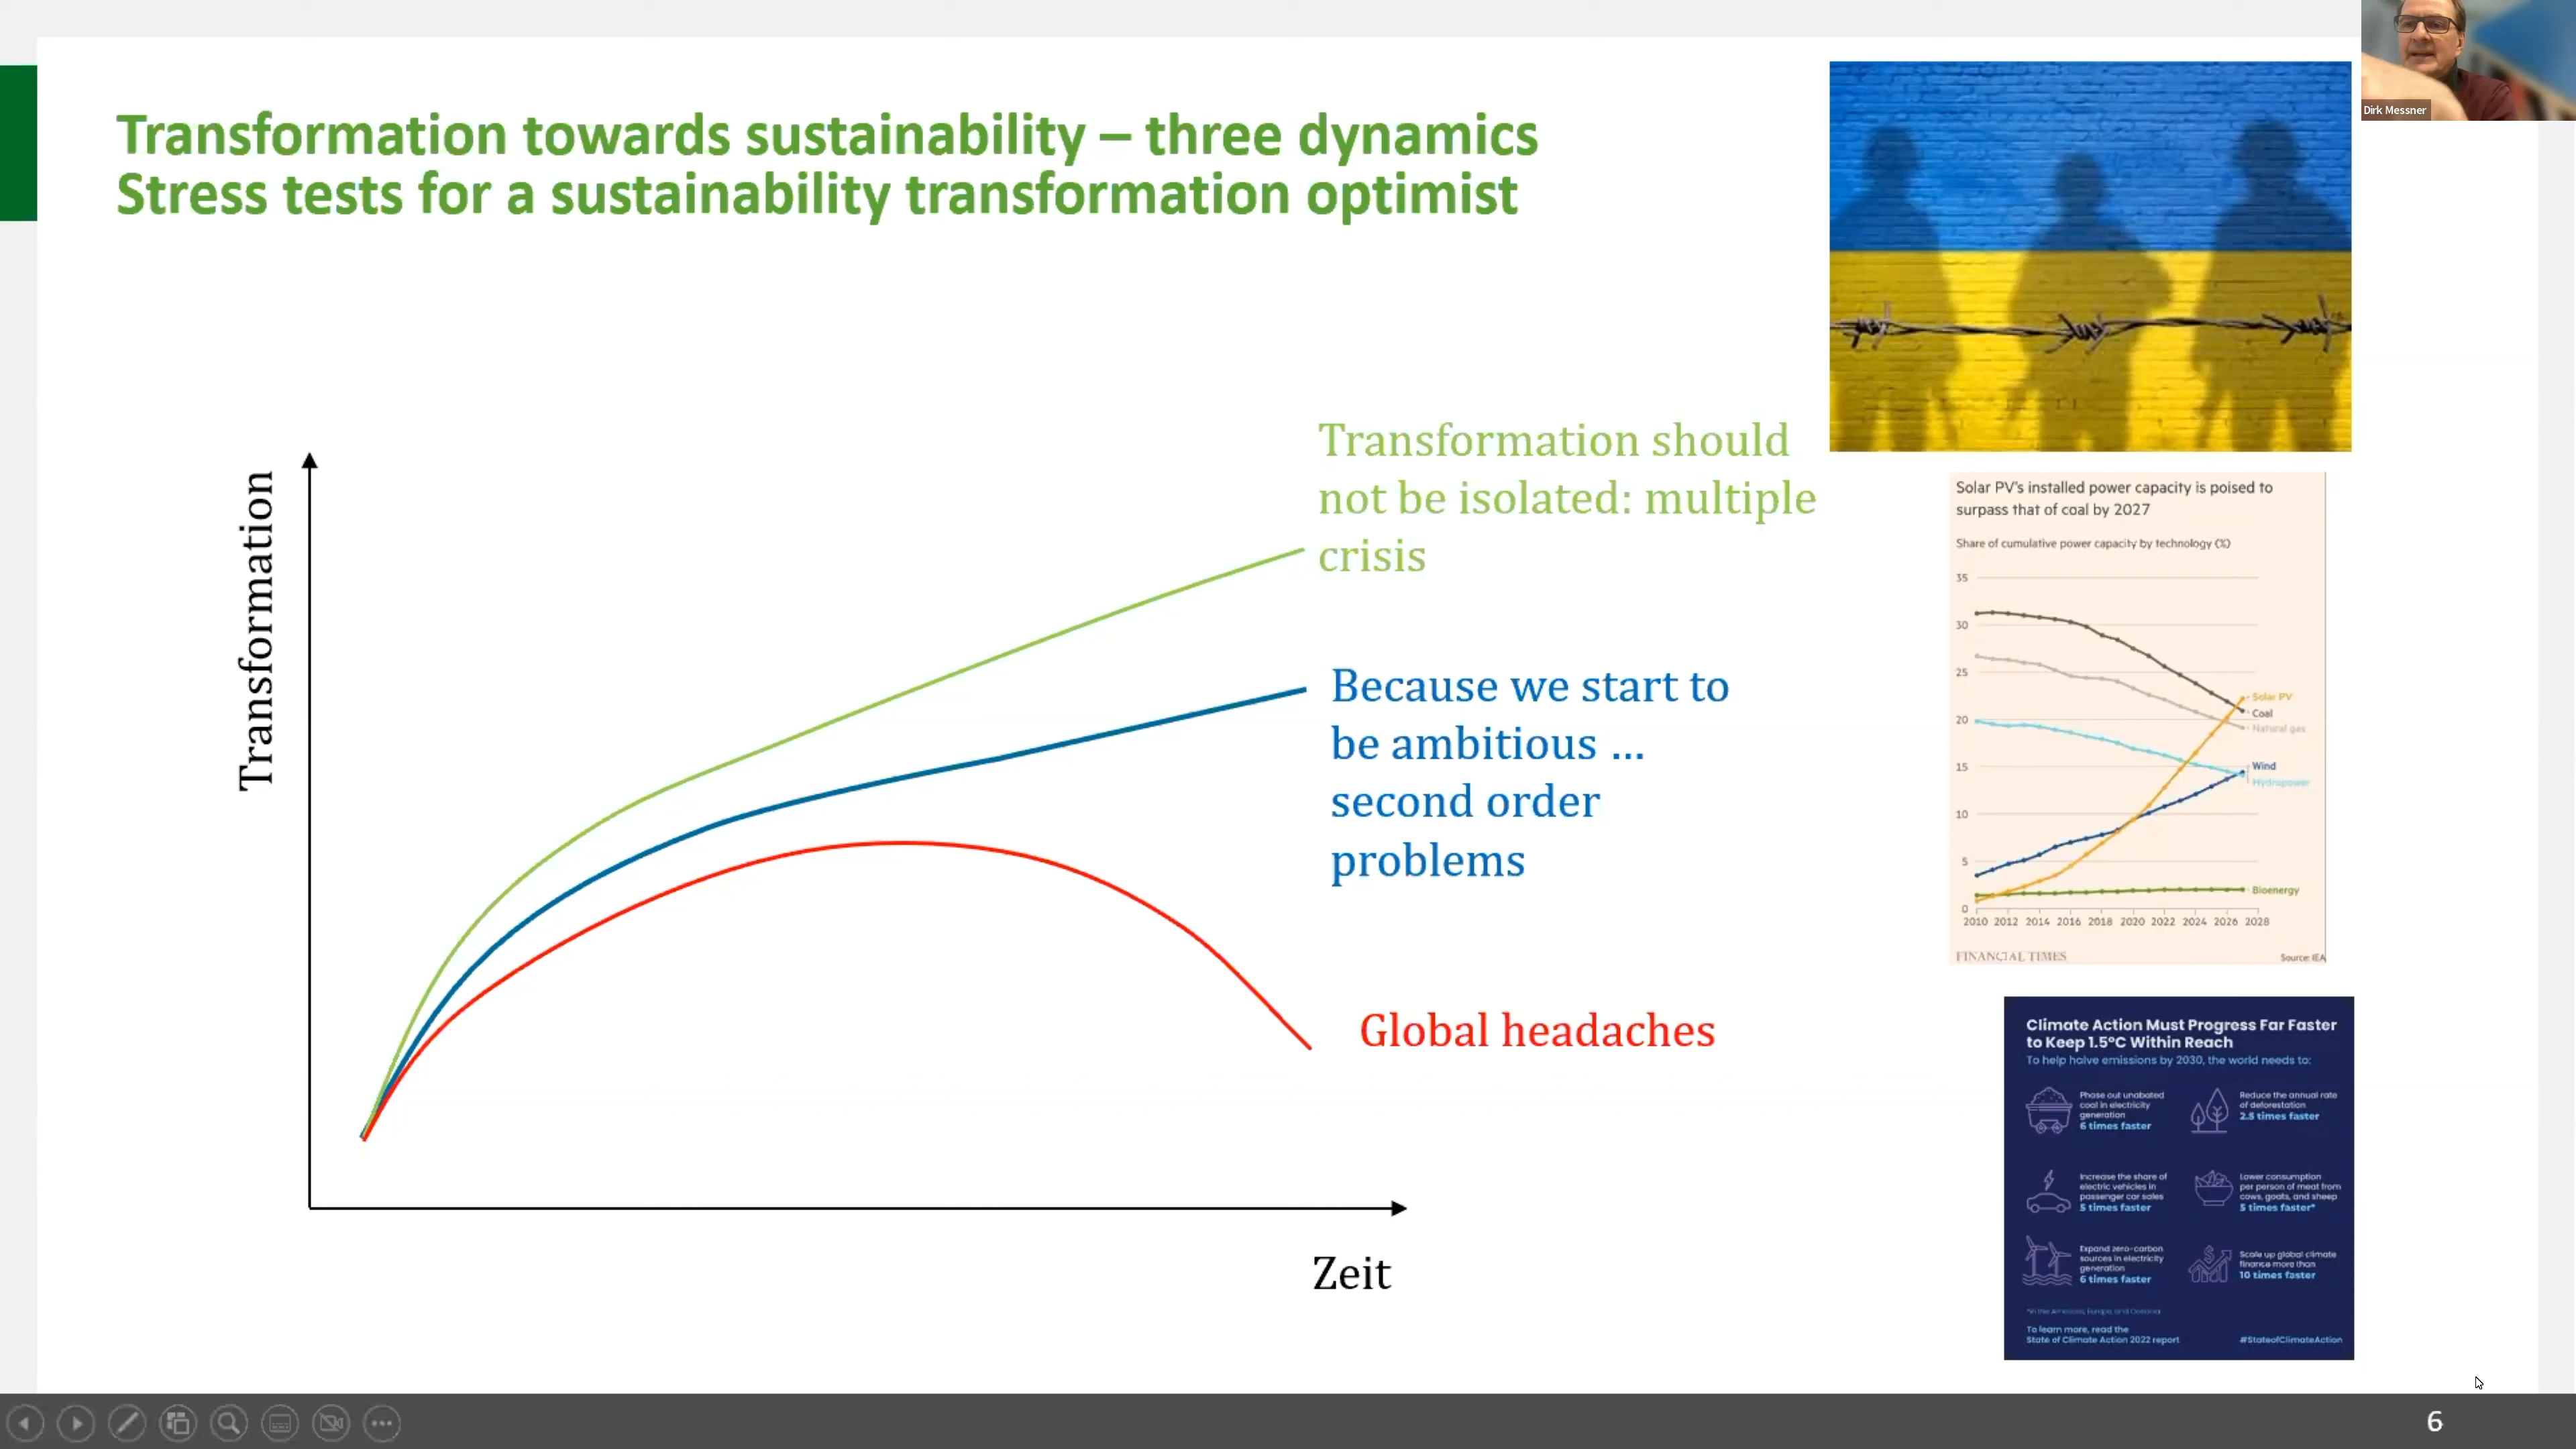 Transformation towards sustainability – three dynamics
Stress tests for a sustainability transformation optimist
Dirk Messner
Transformation
Transformation should
not be isolated: multiple
crisis
Because we start to
be ambitious ...
second order
problems
Global headaches
Zeit
Solar PV's installed power capacity is poised to
surpass that of coal by 2027
Share of cumulative power capacity by technology (%)
35
30
25
20
15
10
5
0
Solar PV
Coal
Natural gas
Wind
Hydropower
Bioenergy
2010 2012 2014 2016 2018 2020 2022 2024 2026 2028
FINANCIAL TIMES
Source: IEA
Climate Action Must Progress Far Faster
to Keep 1.5°C Within Reach
To help halve emissions by 2030, the world needs to:
Phase out unabated
coal in electricity
generation
6 times faster
Reduce the annual rate
of deforestation
2.5 times faster
Increase the share of
electric vehicles in
passenger car sales
5 times faster
Lower consumption
per person of meat from
cows, goats, and sheep
5 times faster*
Expand zero-carbon
sources in electricity
generation
6 times faster
Scale up global climate
finance more than
10 times faster
*In the Americas, Europe, and Oceania
To learn more, read the
State of Climate Action 2022 report
#StateofClimateAction
6